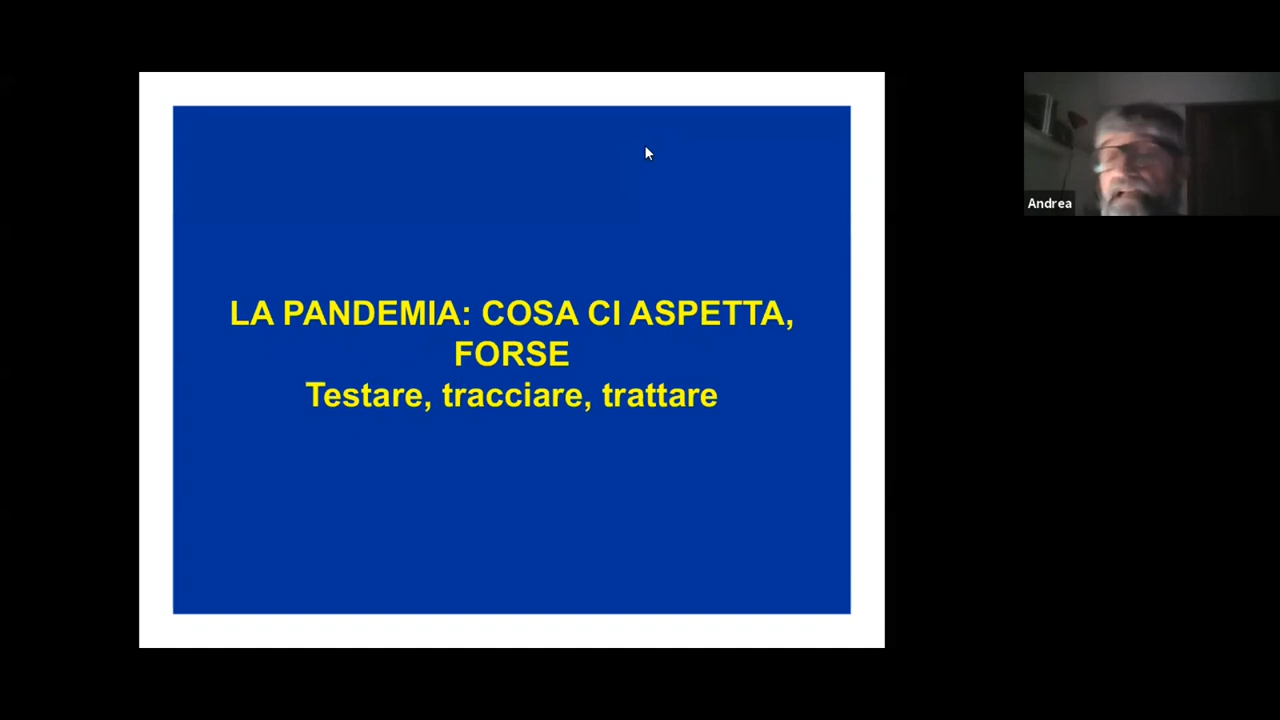 LA PANDEMIA: COSA CI ASPETTA,
FORSE
Testare, tracciare, trattare
Andrea